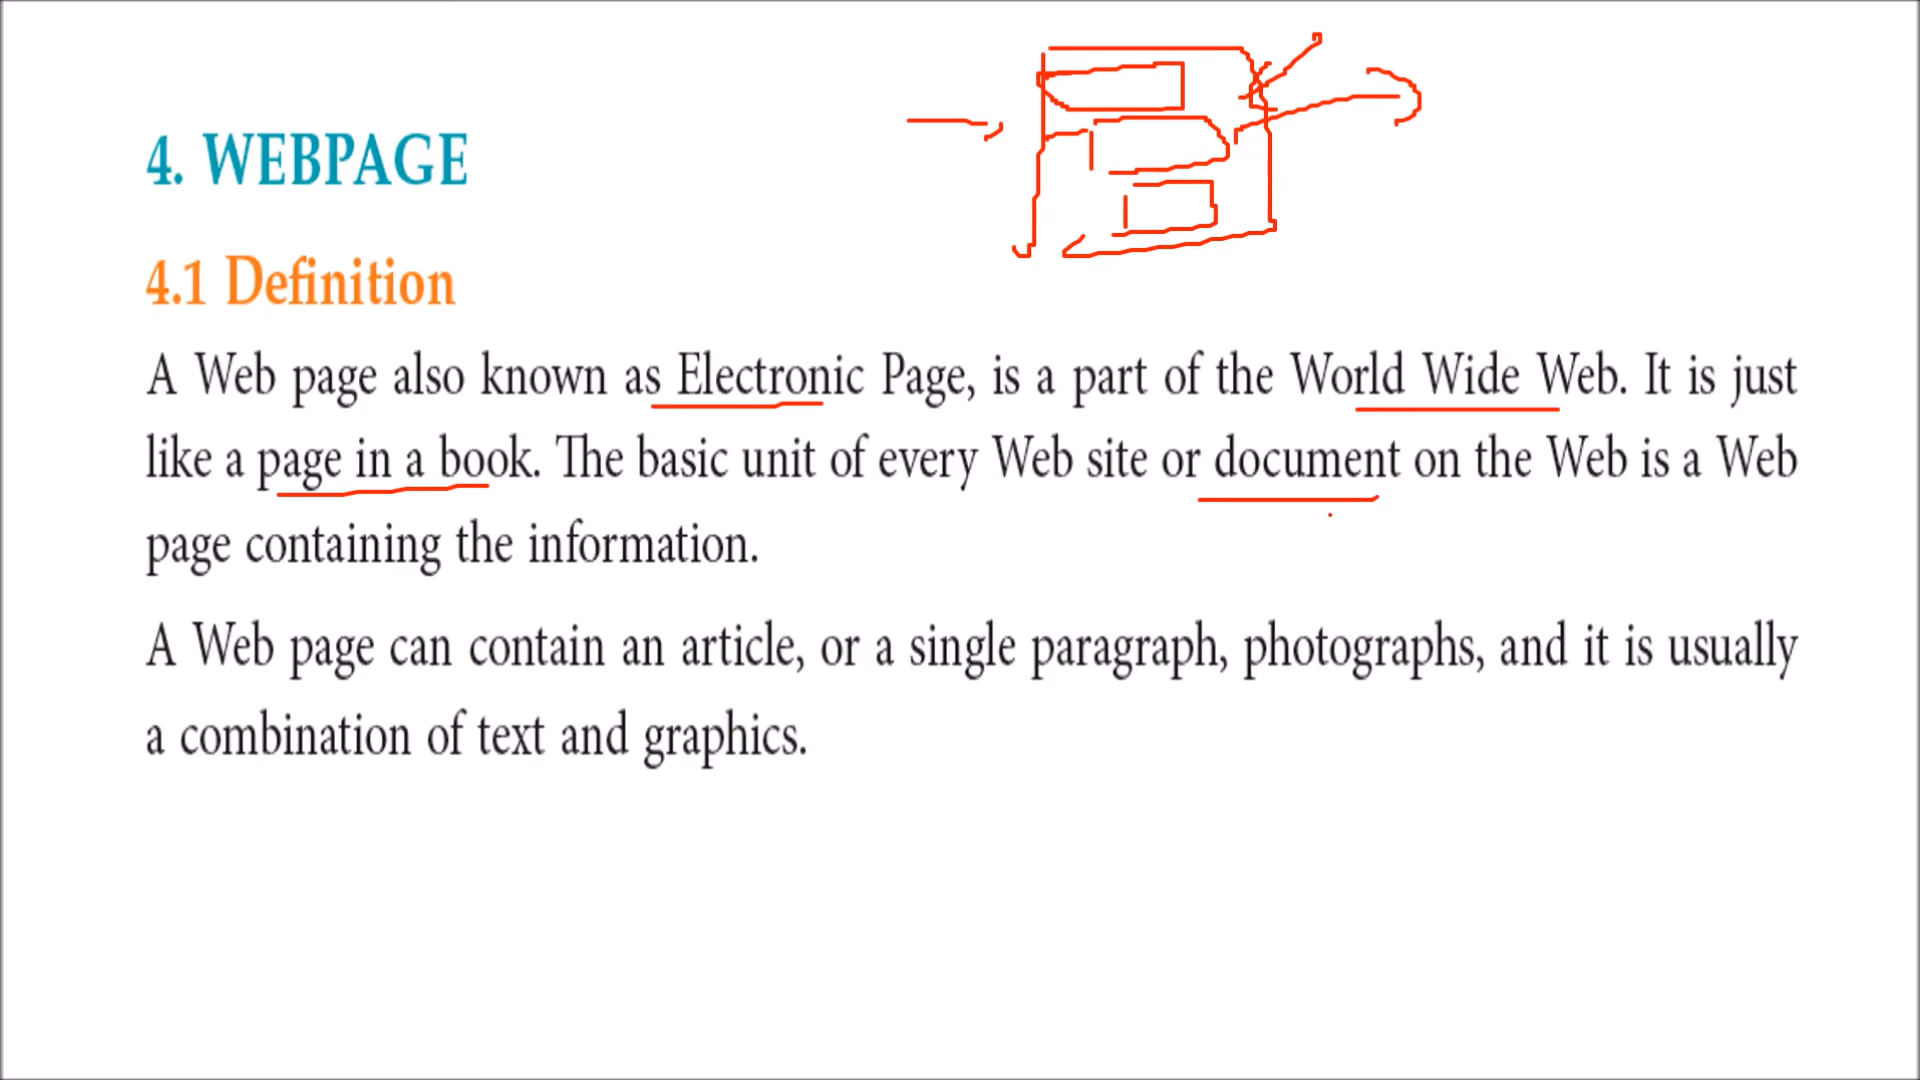 4. WEBPAGE
4.1 Definition
A Web page also known as Electronic Page, is a part of the World Wide Web. It is just
like a page in a book. The basic unit of every Web site or document on the Web is a Web
page containing the information.
A Web page can contain an article, or a single paragraph, photographs, and it is usually
a combination of text and graphics.